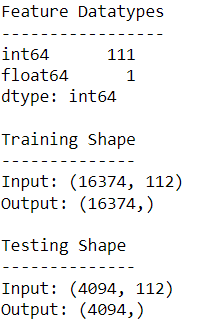 Feature Datatypes
-----------------
int64      111
float64      1
dtype: int64

Training Shape
--------------
Input: (16374, 112)
Output: (16374,)

Testing Shape
--------------
Input: (4094, 112)
Output: (4094,)